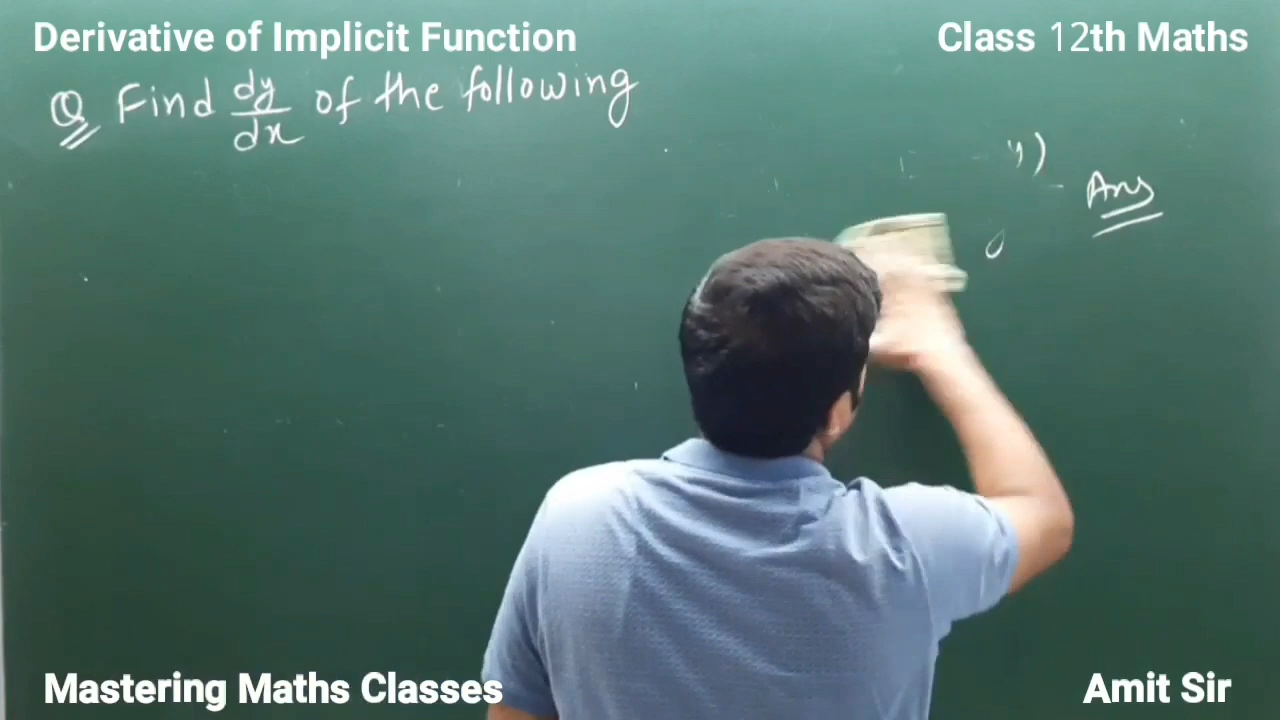 Derivative of Implicit Function
Class 12th Maths
Q Find dy/dx of the following
y)
Ans
Mastering Maths Classes
Amit Sir